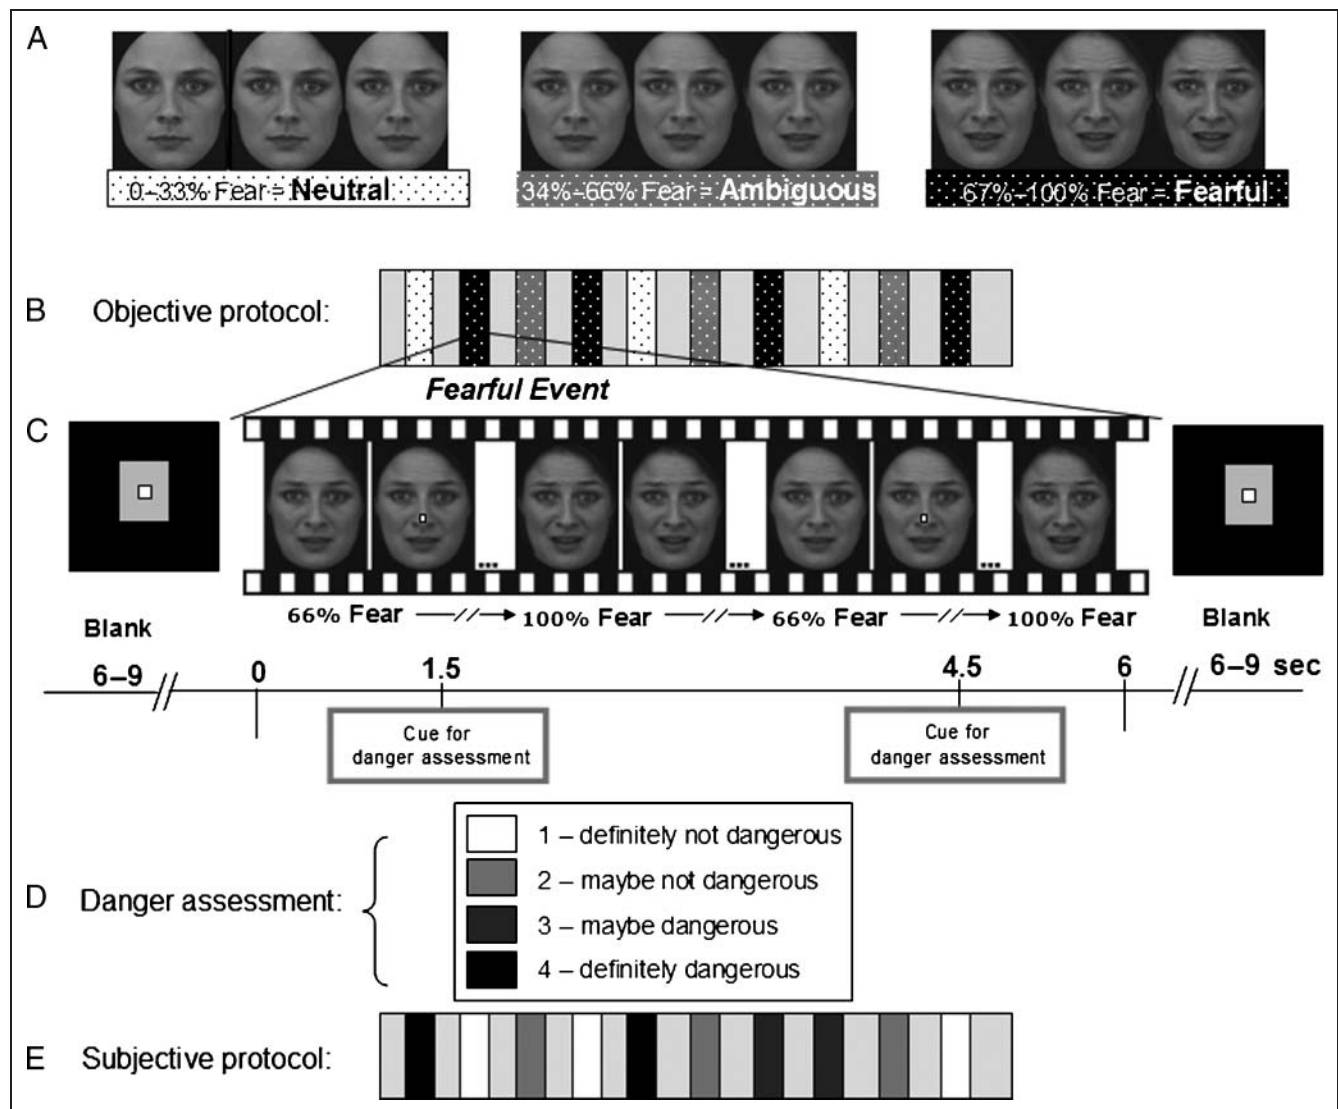 A
0–33% Fear = Neutral
34%–66% Fear = Ambiguous
67%–100% Fear = Fearful
B Objective protocol:
Fearful Event
C
... ... ...
66% Fear 100% Fear 66% Fear 100% Fear
Blank Blank
6–9 0 1.5 4.5 6 6–9 sec
Cue for
danger assessment
Cue for
danger assessment
D Danger assessment:
1 – definitely not dangerous
2 – maybe not dangerous
3 – maybe dangerous
4 – definitely dangerous
E Subjective protocol: